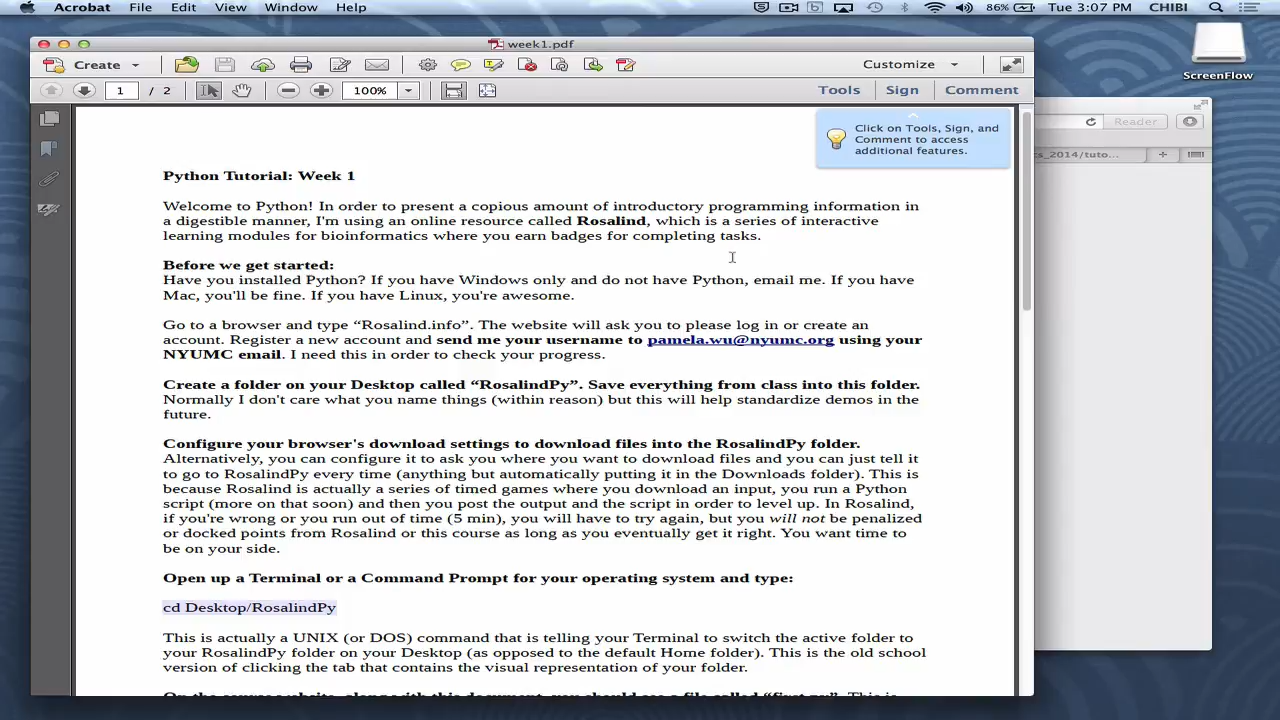 Acrobat File Edit View Window Help
86% Tue 3:07 PM CHIBI
week1.pdf
Create
Customize
1 / 2
100%
Tools Sign Comment
Click on Tools, Sign, and
Comment to access
additional features.
Reader
cs_2014/tuto...
ScreenFlow
Python Tutorial: Week 1
Welcome to Python! In order to present a copious amount of introductory programming information in
a digestible manner, I'm using an online resource called Rosalind, which is a series of interactive
learning modules for bioinformatics where you earn badges for completing tasks.
Before we get started:
Have you installed Python? If you have Windows only and do not have Python, email me. If you have
Mac, you'll be fine. If you have Linux, you're awesome.
Go to a browser and type “Rosalind.info”. The website will ask you to please log in or create an
account. Register a new account and send me your username to pamela.wu@nyumc.org using your
NYUMC email. I need this in order to check your progress.
Create a folder on your Desktop called “RosalindPy”. Save everything from class into this folder.
Normally I don't care what you name things (within reason) but this will help standardize demos in the
future.
Configure your browser's download settings to download files into the RosalindPy folder.
Alternatively, you can configure it to ask you where you want to download files and you can just tell it
to go to RosalindPy every time (anything but automatically putting it in the Downloads folder). This is
because Rosalind is actually a series of timed games where you download an input, you run a Python
script (more on that soon) and then you post the output and the script in order to level up. In Rosalind,
if you're wrong or you run out of time (5 min), you will have to try again, but you will not be penalized
or docked points from Rosalind or this course as long as you eventually get it right. You want time to
be on your side.
Open up a Terminal or a Command Prompt for your operating system and type:
cd Desktop/RosalindPy
This is actually a UNIX (or DOS) command that is telling your Terminal to switch the active folder to
your RosalindPy folder on your Desktop (as opposed to the default Home folder). This is the old school
version of clicking the tab that contains the visual representation of your folder.
On the course website, along with this document, you should see a file called “first.py”. This is